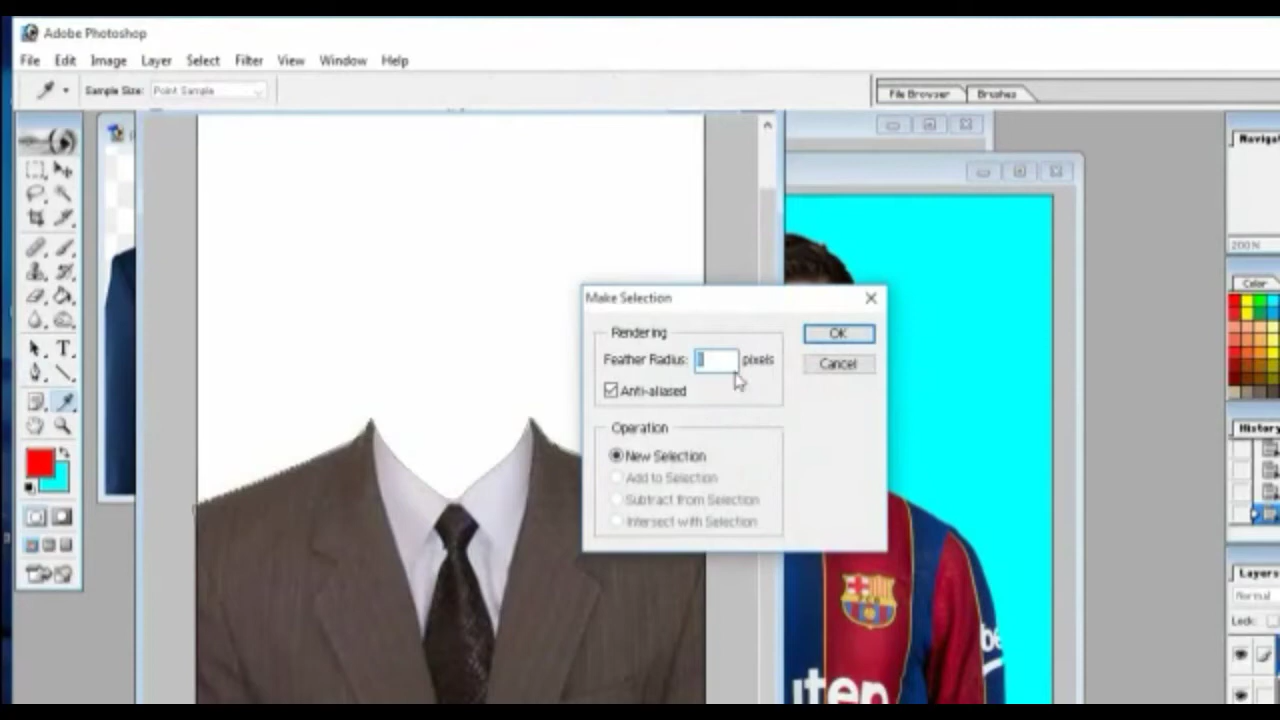 Adobe Photoshop
File Edit Image Layer Select Filter View Window Help
Sample Size: Point Sample
File Browser Brushes
Make Selection
Rendering
Feather Radius: pixels
Anti-aliased
OK
Cancel
Operation
New Selection
Add to Selection
Subtract from Selection
Intersect with Selection
Color
History
Layers
Normal
Lock:
be
uten